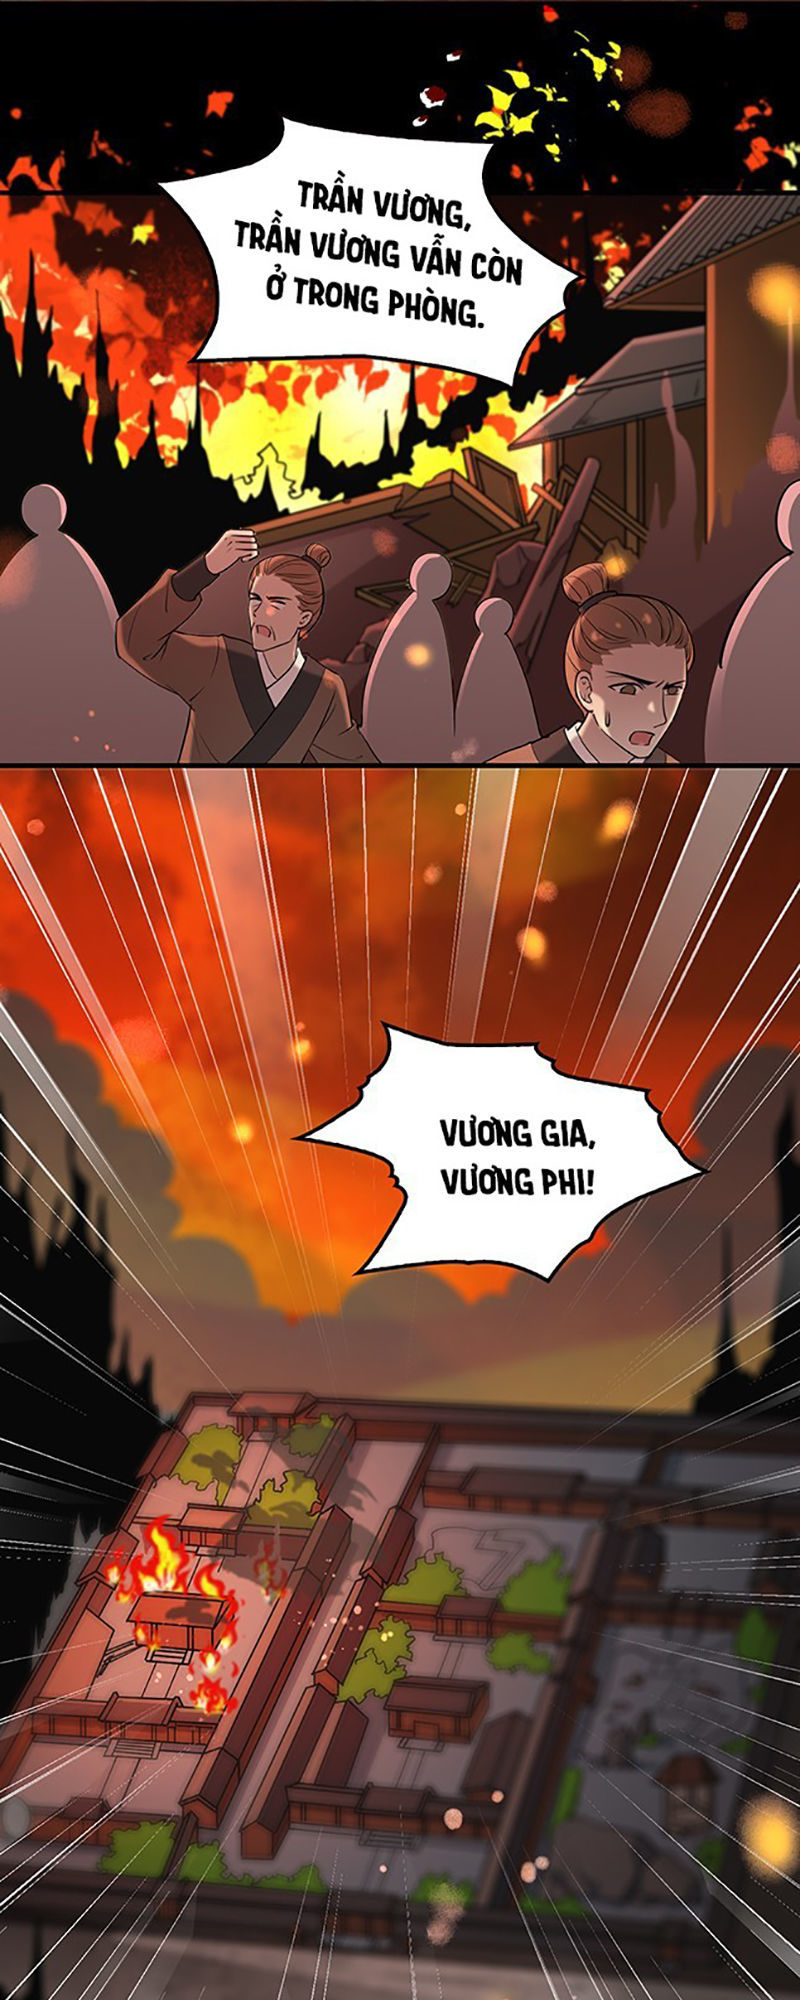 TRẦN VƯƠNG,
TRẦN VƯƠNG VẪN CÒN
Ở TRONG PHÒNG.
VƯƠNG GIA,
VƯƠNG PHI!